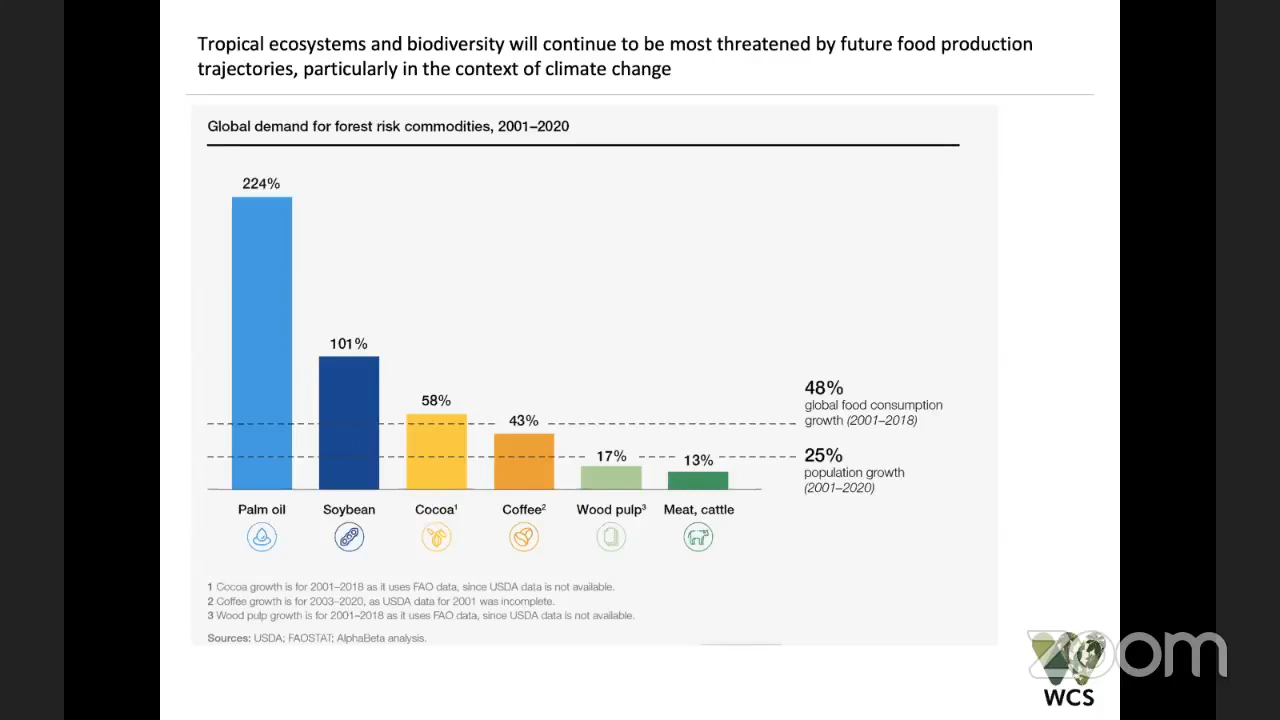 Tropical ecosystems and biodiversity will continue to be most threatened by future food production
trajectories, particularly in the context of climate change
Global demand for forest risk commodities, 2001–2020
224%
101%
58%
43%
17%
13%
48%
global food consumption
growth (2001–2018)
25%
population growth
(2001–2020)
Palm oil
Soybean
Cocoa¹
Coffee²
Wood pulp³
Meat, cattle
1 Cocoa growth is for 2001–2018 as it uses FAO data, since USDA data is not available.
2 Coffee growth is for 2003–2020, as USDA data for 2001 was incomplete.
3 Wood pulp growth is for 2001–2018 as it uses FAO data, since USDA data is not available.
Sources: USDA; FAOSTAT; AlphaBeta analysis.
zoom
WCS